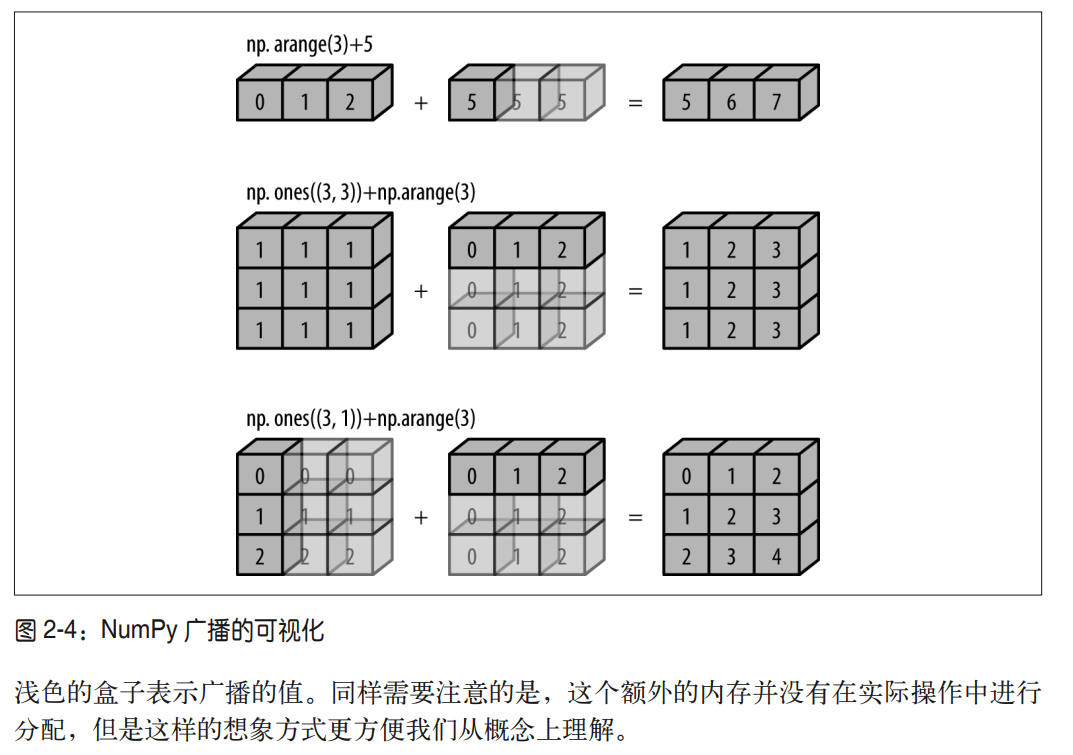 np. arange(3)+5
0 1 2 + 5 5 5 = 5 6 7
np. ones((3, 3))+np.arange(3)
1 1 1 0 1 2 1 2 3
1 1 1 + 0 1 2 = 1 2 3
1 1 1 0 1 2 1 2 3
np. ones((3, 1))+np.arange(3)
0 0 0 0 1 2 0 1 2
1 1 1 + 0 1 2 = 1 2 3
2 2 2 0 1 2 2 3 4
图 2-4：NumPy 广播的可视化
浅色的盒子表示广播的值。同样需要注意的是，这个额外的内存并没有在实际操作中进行
分配，但是这样的想象方式更方便我们从概念上理解。